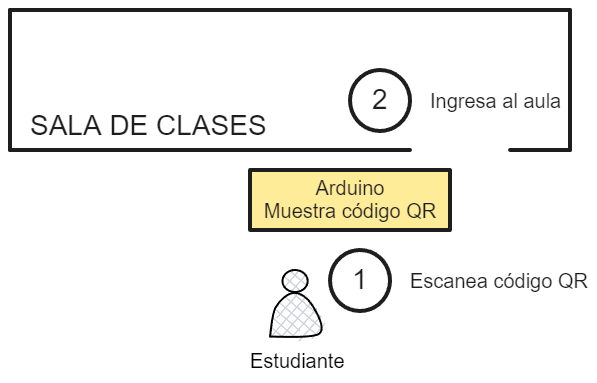 2
Ingresa al aula
SALA DE CLASES
Arduino
Muestra código QR
1
Escanea código QR
Estudiante